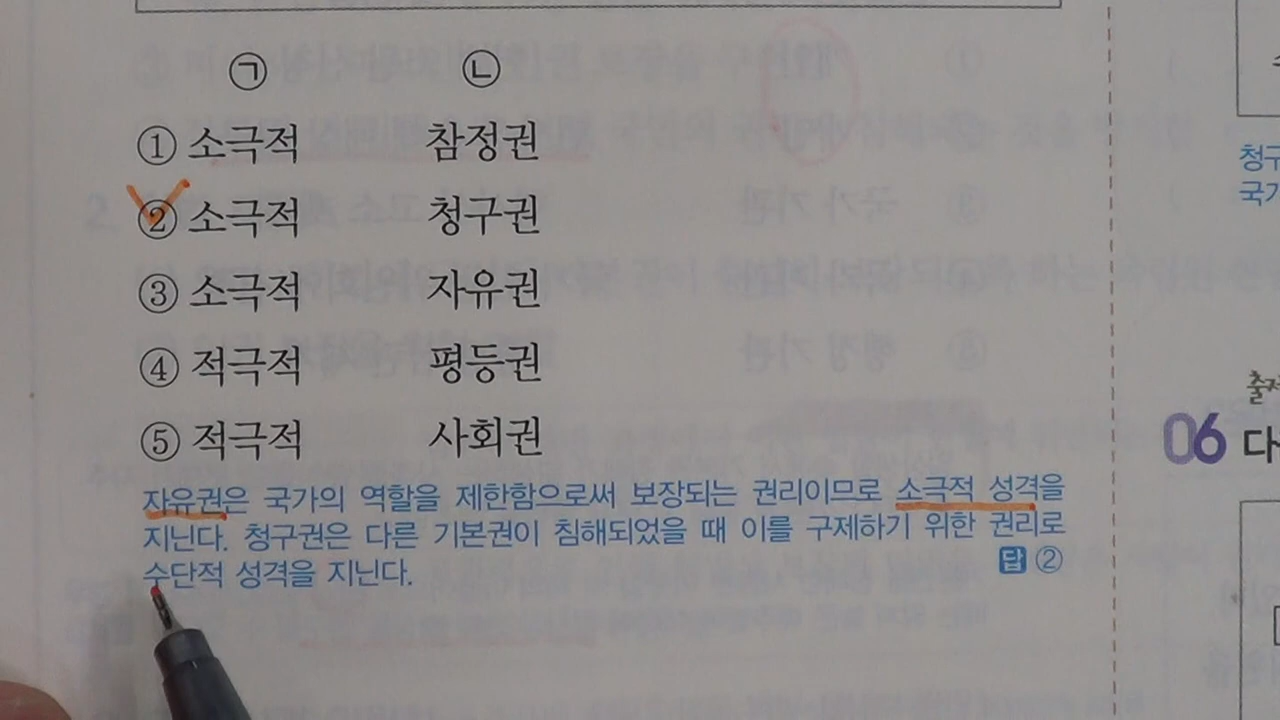 ㉠ ㉡
① 소극적 참정권
② 소극적 청구권
③ 소극적 자유권
④ 적극적 평등권
⑤ 적극적 사회권
자유권은 국가의 역할을 제한함으로써 보장되는 권리이므로 소극적 성격을
지닌다. 청구권은 다른 기본권이 침해되었을 때 이를 구제하기 위한 권리로
수단적 성격을 지닌다. 답 ②
청구
국가
06 다